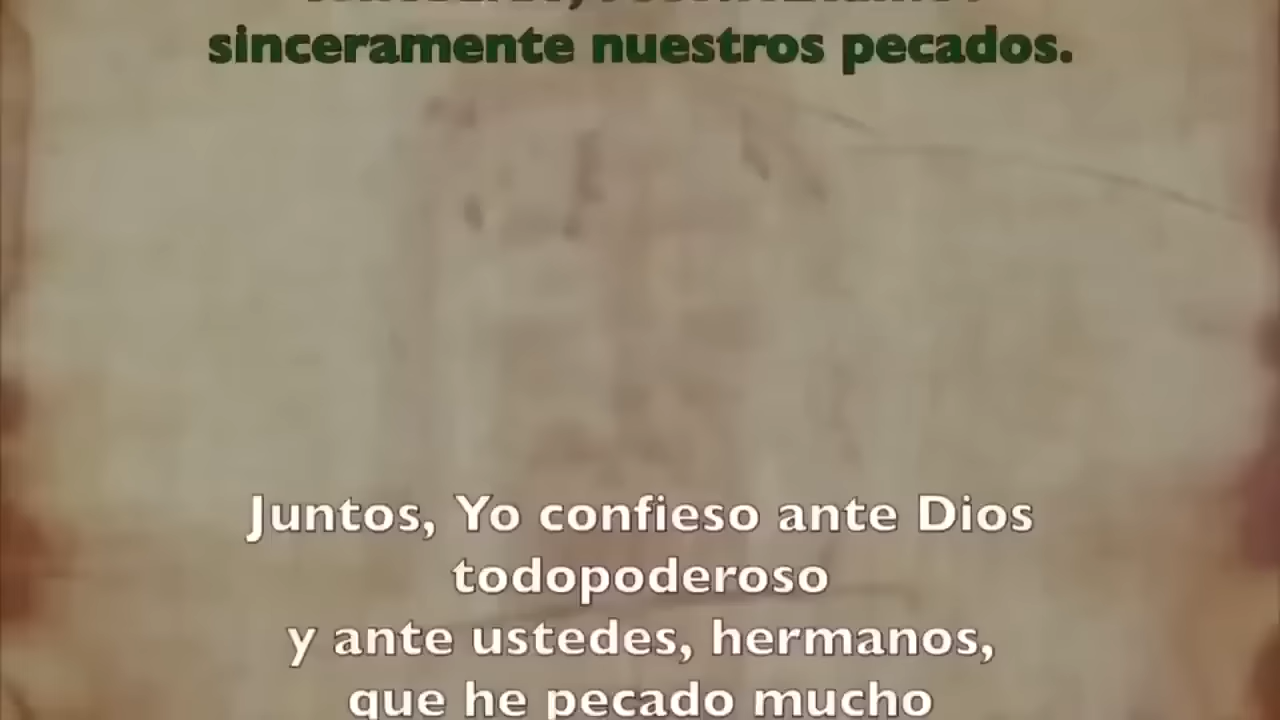 sinceramente nuestros pecados.
Juntos, Yo confieso ante Dios
todopoderoso
y ante ustedes, hermanos,
que he pecado mucho